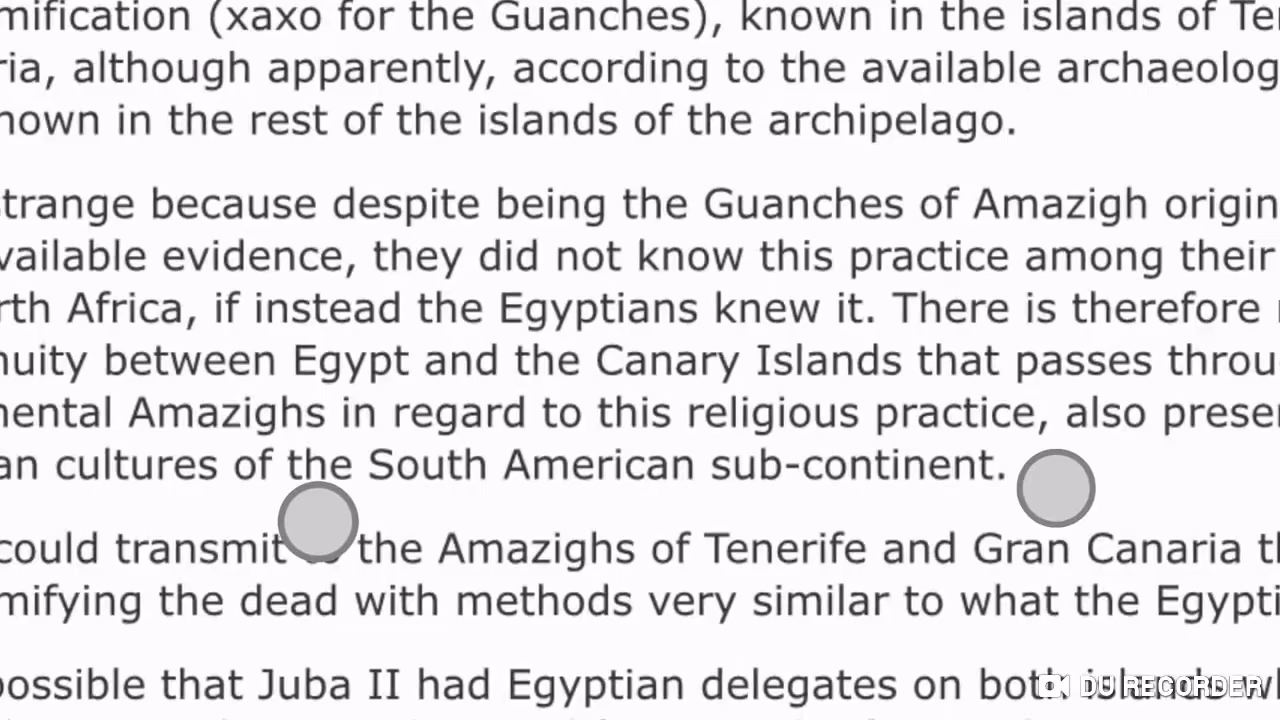 mification (xaxo for the Guanches), known in the islands of Te
ria, although apparently, according to the available archaeolog
nown in the rest of the islands of the archipelago.
trange because despite being the Guanches of Amazigh origin
vailable evidence, they did not know this practice among their
rth Africa, if instead the Egyptians knew it. There is therefore
nuity between Egypt and the Canary Islands that passes throu
mental Amazighs in regard to this religious practice, also prese
an cultures of the South American sub-continent.
could transmit the Amazighs of Tenerife and Gran Canaria th
mifying the dead with methods very similar to what the Egypti
possible that Juba II had Egyptian delegates on both islands
DU RECORDER